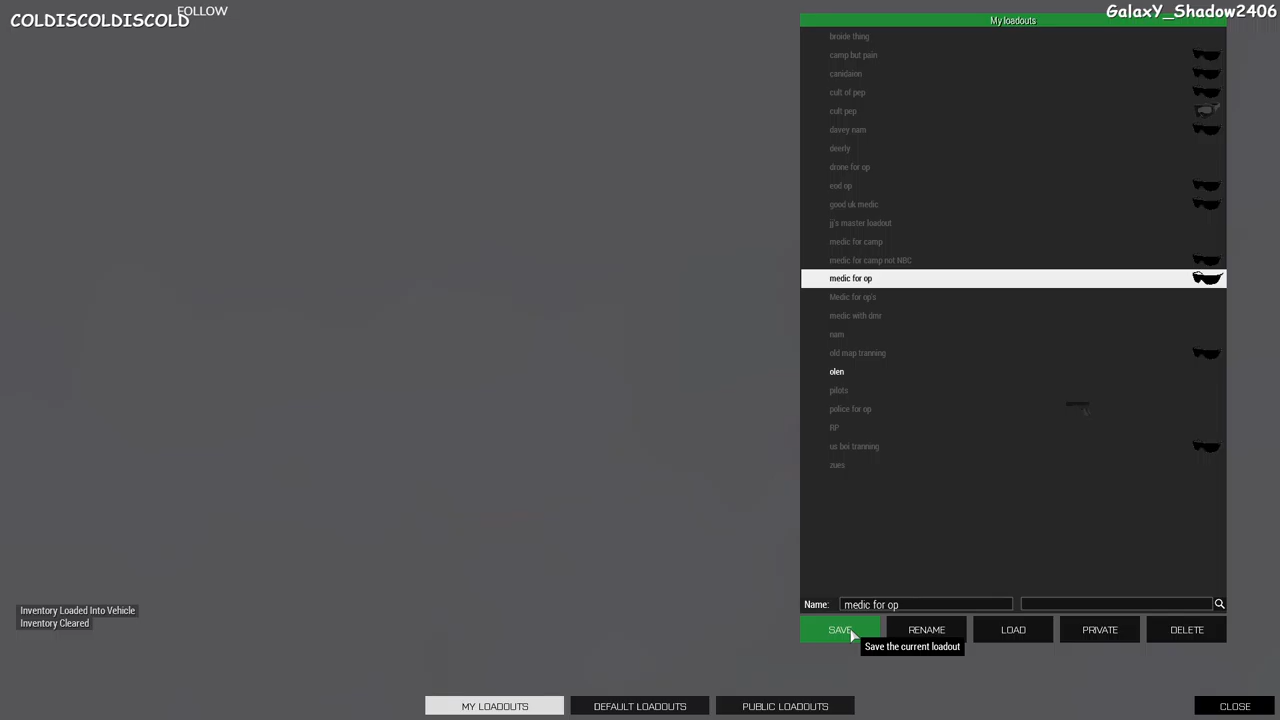 COLDISCOLDISCOLD
FOLLOW
GalaxY_Shadow2406
My loadouts
broide thing
camp but pain
canidainn
cult of pep
cult pep
davey nam
deerly
drone for op
eod op
good uk medic
jj's master loadout
medic for camp
medic for camp not NBC
medic for op
Medic for op's
medic with dmr
nam
old map tranning
olen
pilots
police for op
RP
us boi tranning
zues
Inventory Loaded Into Vehicle
Inventory Cleared
Name: medic for op
SAVE RENAME LOAD PRIVATE DELETE
Save the current loadout
MY LOADOUTS DEFAULT LOADOUTS PUBLIC LOADOUTS CLOSE